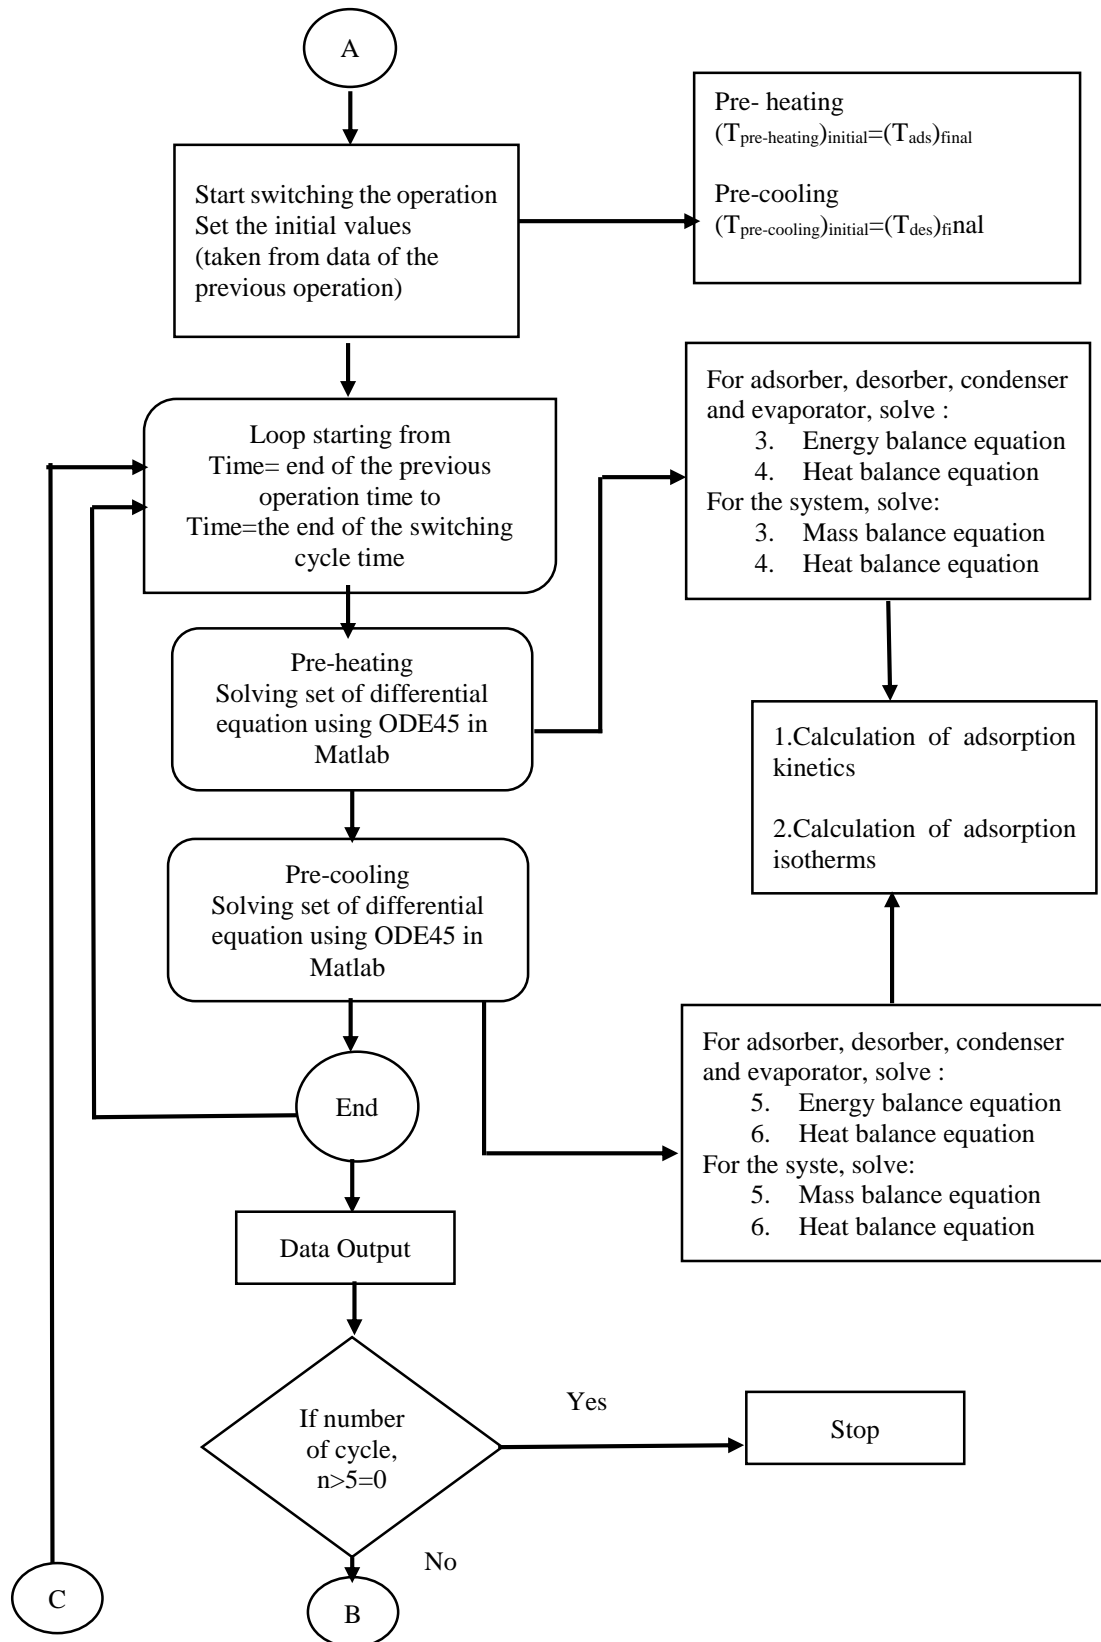 A
Pre- heating
(Tpre-heating)initial=(Tads)final
Pre-cooling
(Tpre-cooling)initial=(Tdes)final
Start switching the operation
Set the initial values
(taken from data of the
previous operation)
For adsorber, desorber, condenser
and evaporator, solve :
3. Energy balance equation
4. Heat balance equation
For the system, solve:
3. Mass balance equation
4. Heat balance equation
Loop starting from
Time= end of the previous
operation time to
Time=the end of the switching
cycle time
Pre-heating
Solving set of differential
equation using ODE45 in
Matlab
1.Calculation of adsorption
kinetics
2.Calculation of adsorption
isotherms
Pre-cooling
Solving set of differential
equation using ODE45 in
Matlab
For adsorber, desorber, condenser
and evaporator, solve :
5. Energy balance equation
6. Heat balance equation
For the syste, solve:
5. Mass balance equation
6. Heat balance equation
End
Data Output
If number
of cycle,
n>5=0
Yes
Stop
No
C
B